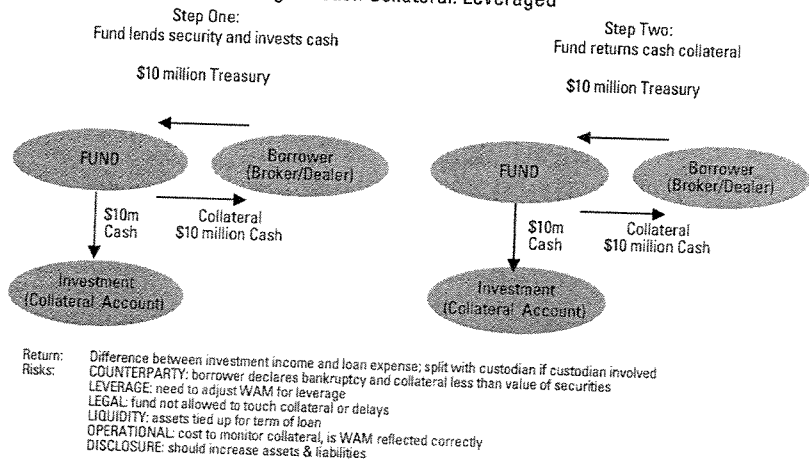 Cash Collateral: Leveraged
Step One:
Fund lends security and invests cash
$10 million Treasury
FUND
Borrower
(Broker/Dealer)
$10m
Cash
Collateral
$10 million Cash
Investment
(Collateral Account)
Step Two:
Fund returns cash collateral
$10 million Treasury
FUND
Borrower
(Broker/Dealer)
$10m
Cash
Collateral
$10 million Cash
Investment
(Collateral Account)
Return: Difference between investment income and loan expense; split with custodian if custodian involved
Risks: COUNTERPARTY: borrower declares bankruptcy and collateral less than value of securities
LEVERAGE: need to adjust WAM for leverage
LEGAL: fund not allowed to touch collateral or delays
LIQUIDITY: assets tied up for term of loan
OPERATIONAL: cost to monitor collateral, is WAM reflected correctly
DISCLOSURE: should increase assets & liabilities